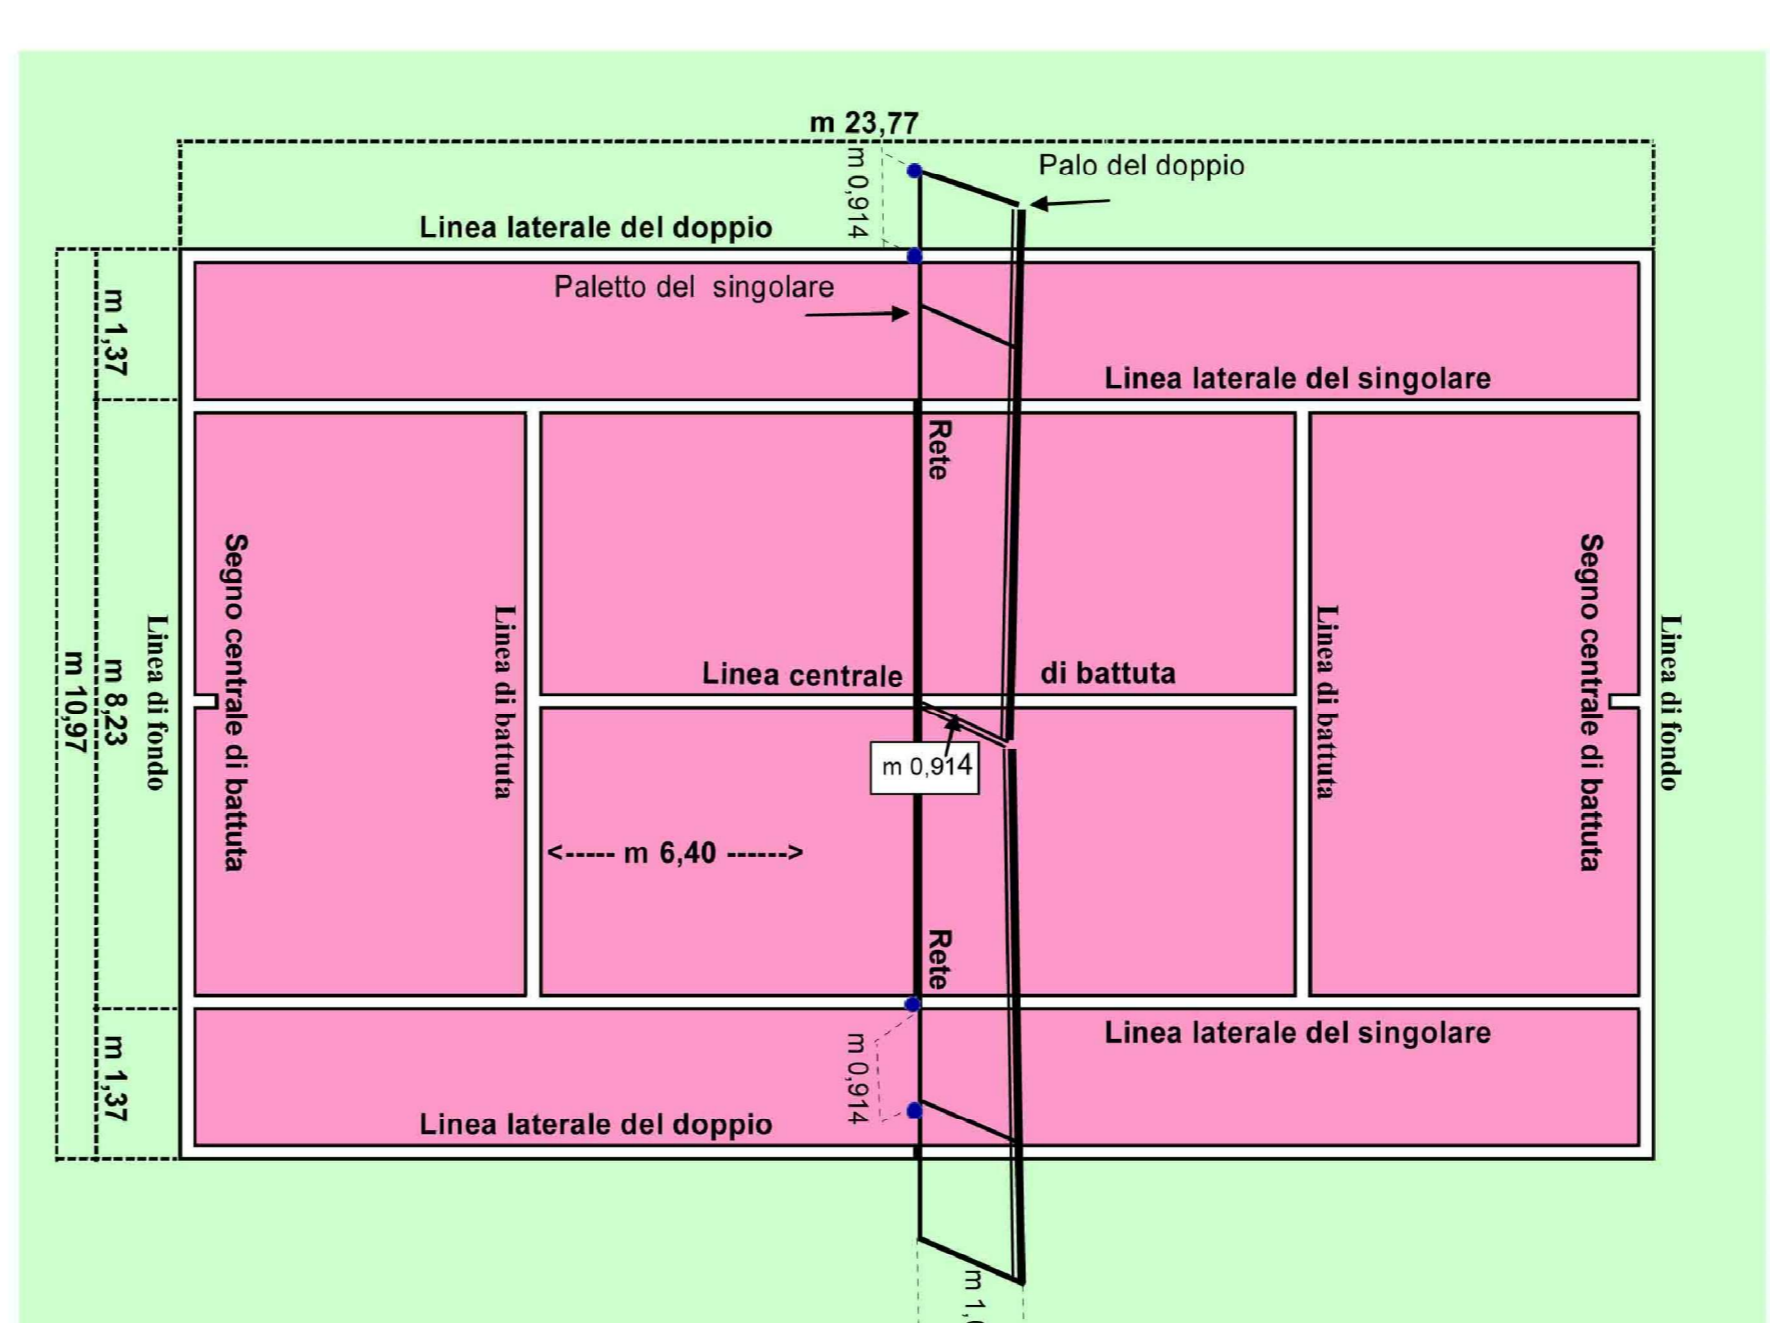 m 23,77
m 0,914
Palo del doppio
Linea laterale del doppio
Paletto del singolare
m 1,37
Linea laterale del singolare
Rete
Segno centrale di battuta
Linea di battuta
Linea di battuta
Segno centrale di battuta
Linea di fondo
Linea di fondo
m 8,23
m 10,97
Linea centrale di battuta
m 0,914
<----- m 6,40 ------>
Rete
m 0,914
Linea laterale del singolare
m 1,37
Linea laterale del doppio